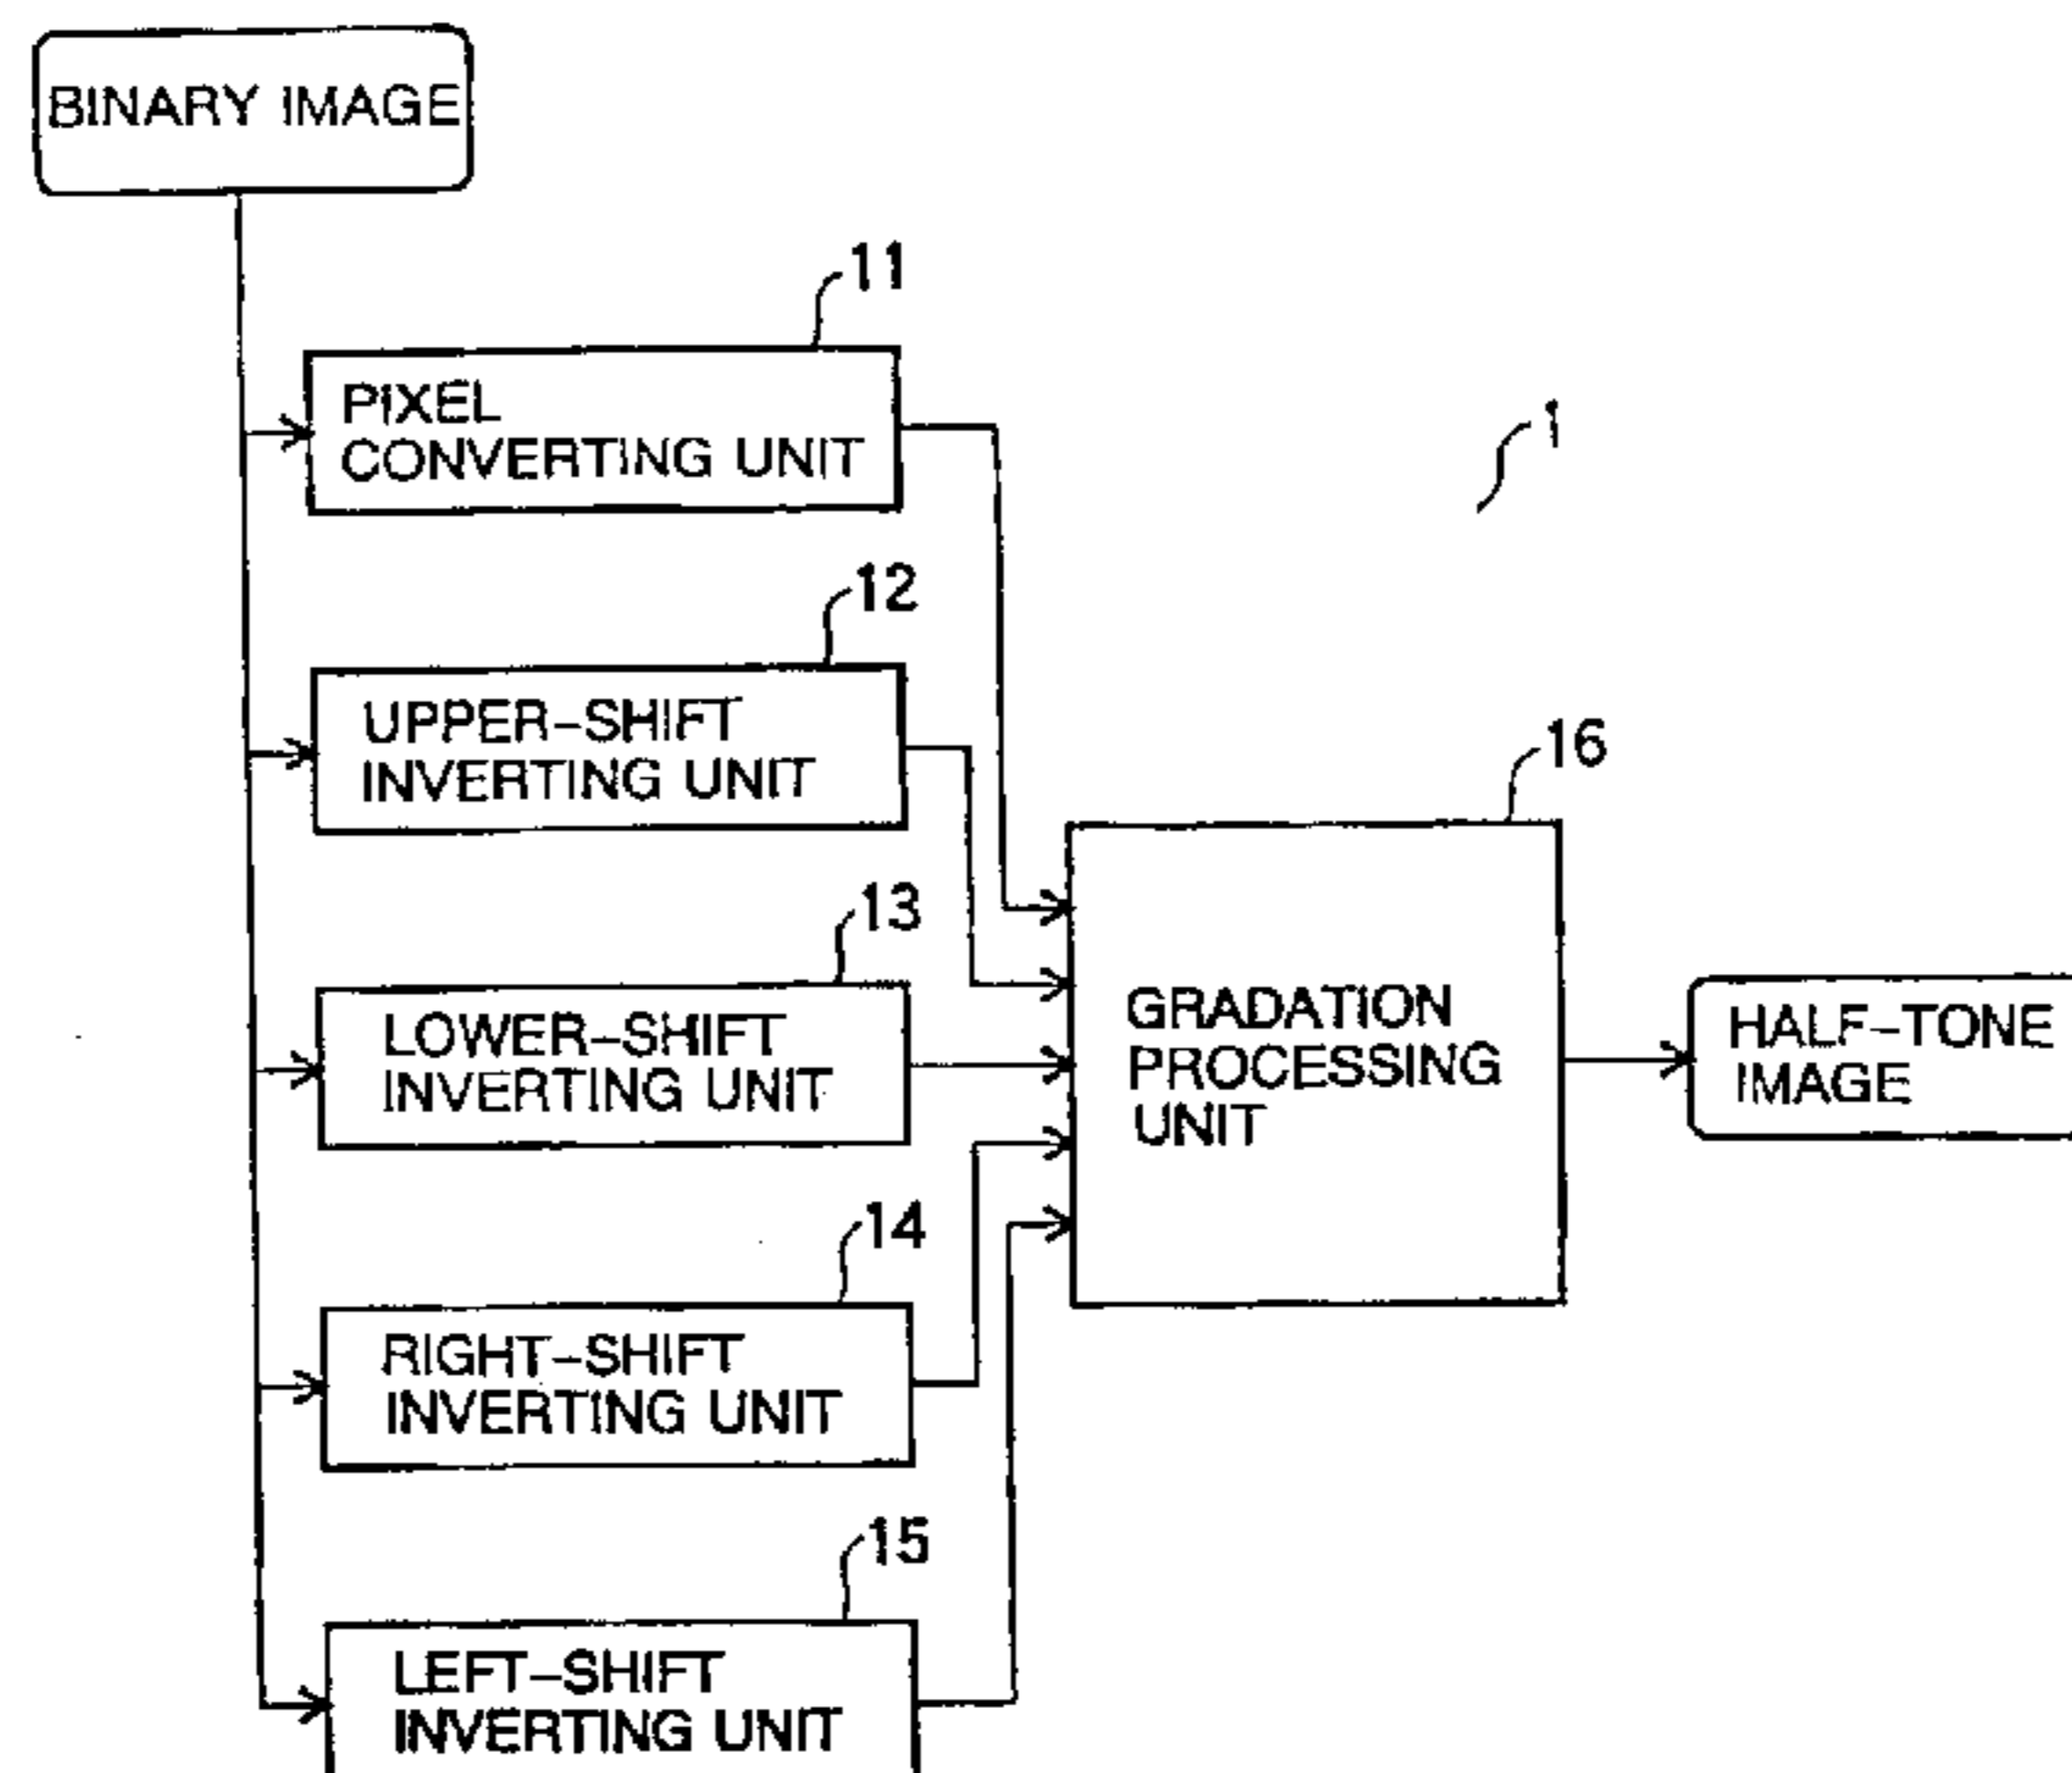 BINARY IMAGE
11
PIXEL
CONVERTING UNIT
1
12
UPPER-SHIFT
INVERTING UNIT
16
13
LOWER-SHIFT
INVERTING UNIT
GRADATION
PROCESSING
UNIT
HALF-TONE
IMAGE
14
RIGHT-SHIFT
INVERTING UNIT
15
LEFT-SHIFT
INVERTING UNIT